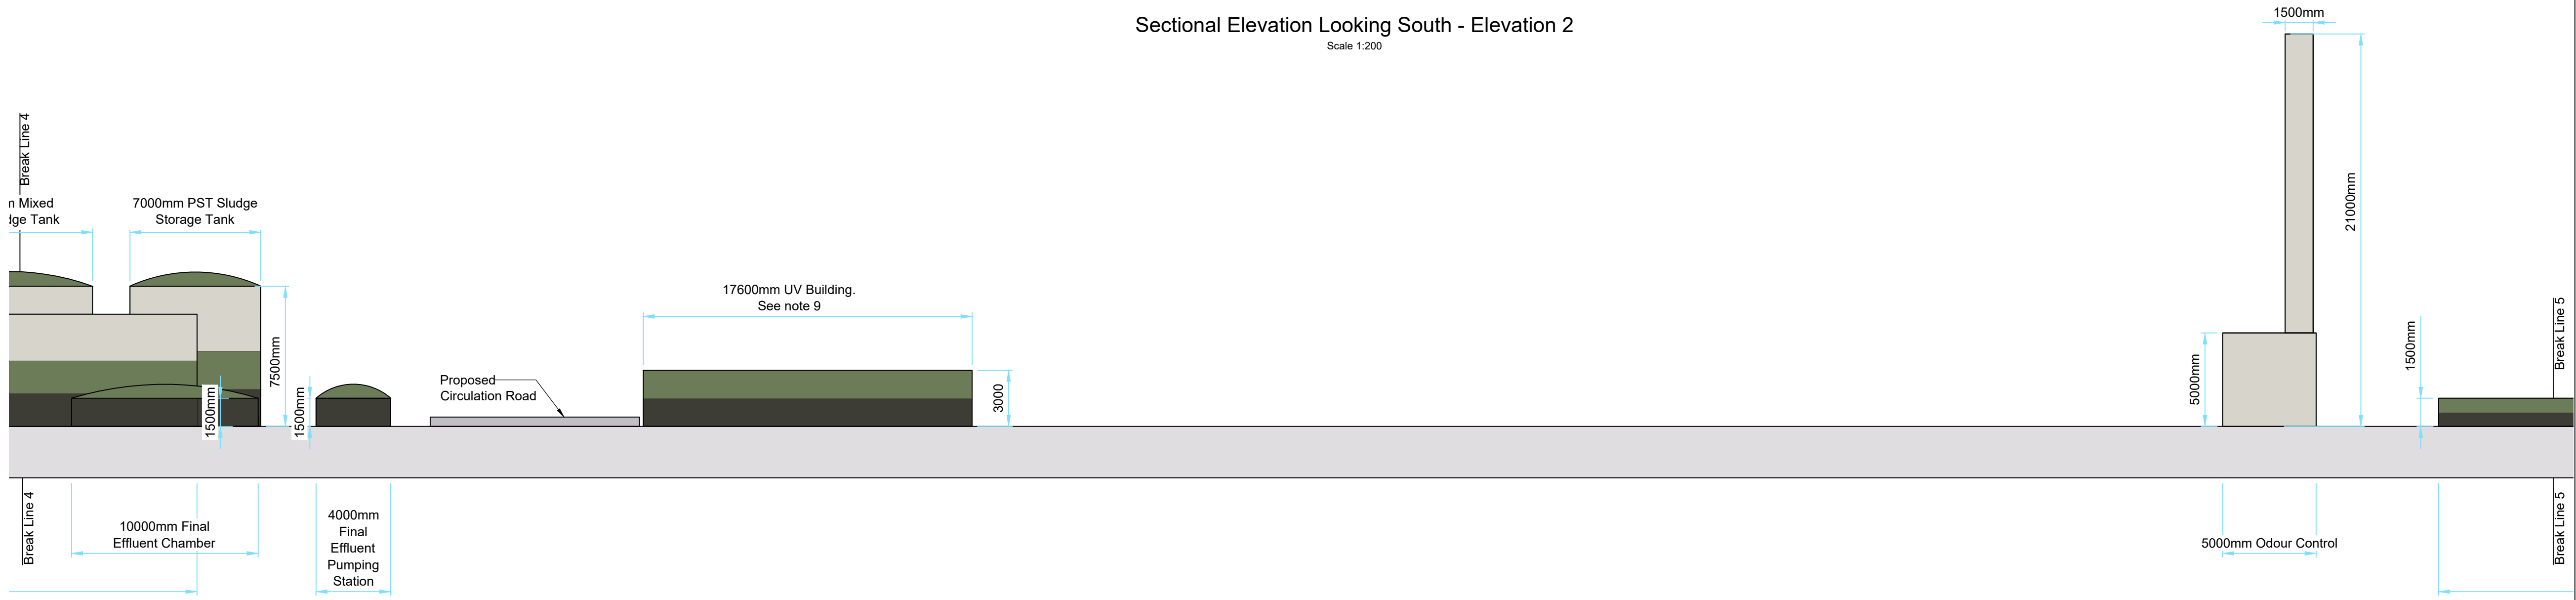 Sectional Elevation Looking South - Elevation 2
Scale 1:200
1500mm
Break Line 4
n Mixed
dge Tank
7000mm PST Sludge
Storage Tank
21000mm
17600mm UV Building.
See note 9
7500mm
Proposed
Circulation Road
1500mm
1500mm
3000
5000mm
1500mm
Break Line 5
Break Line 4
10000mm Final
Effluent Chamber
4000mm
Final
Effluent
Pumping
Station
5000mm Odour Control
Break Line 5